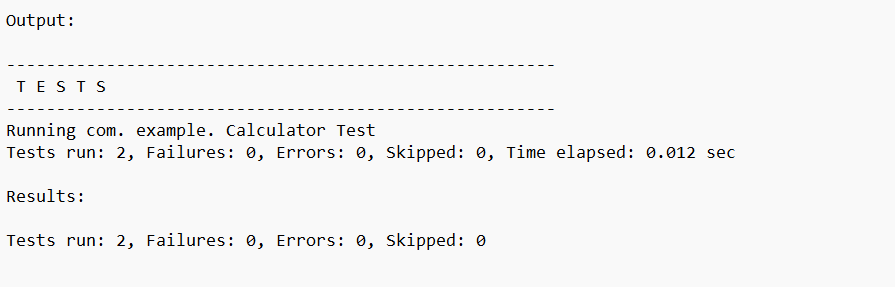 Output:
-------------------------------------------------------
T E S T S
-------------------------------------------------------
Running com. example. Calculator Test
Tests run: 2, Failures: 0, Errors: 0, Skipped: 0, Time elapsed: 0.012 sec
Results:
Tests run: 2, Failures: 0, Errors: 0, Skipped: 0